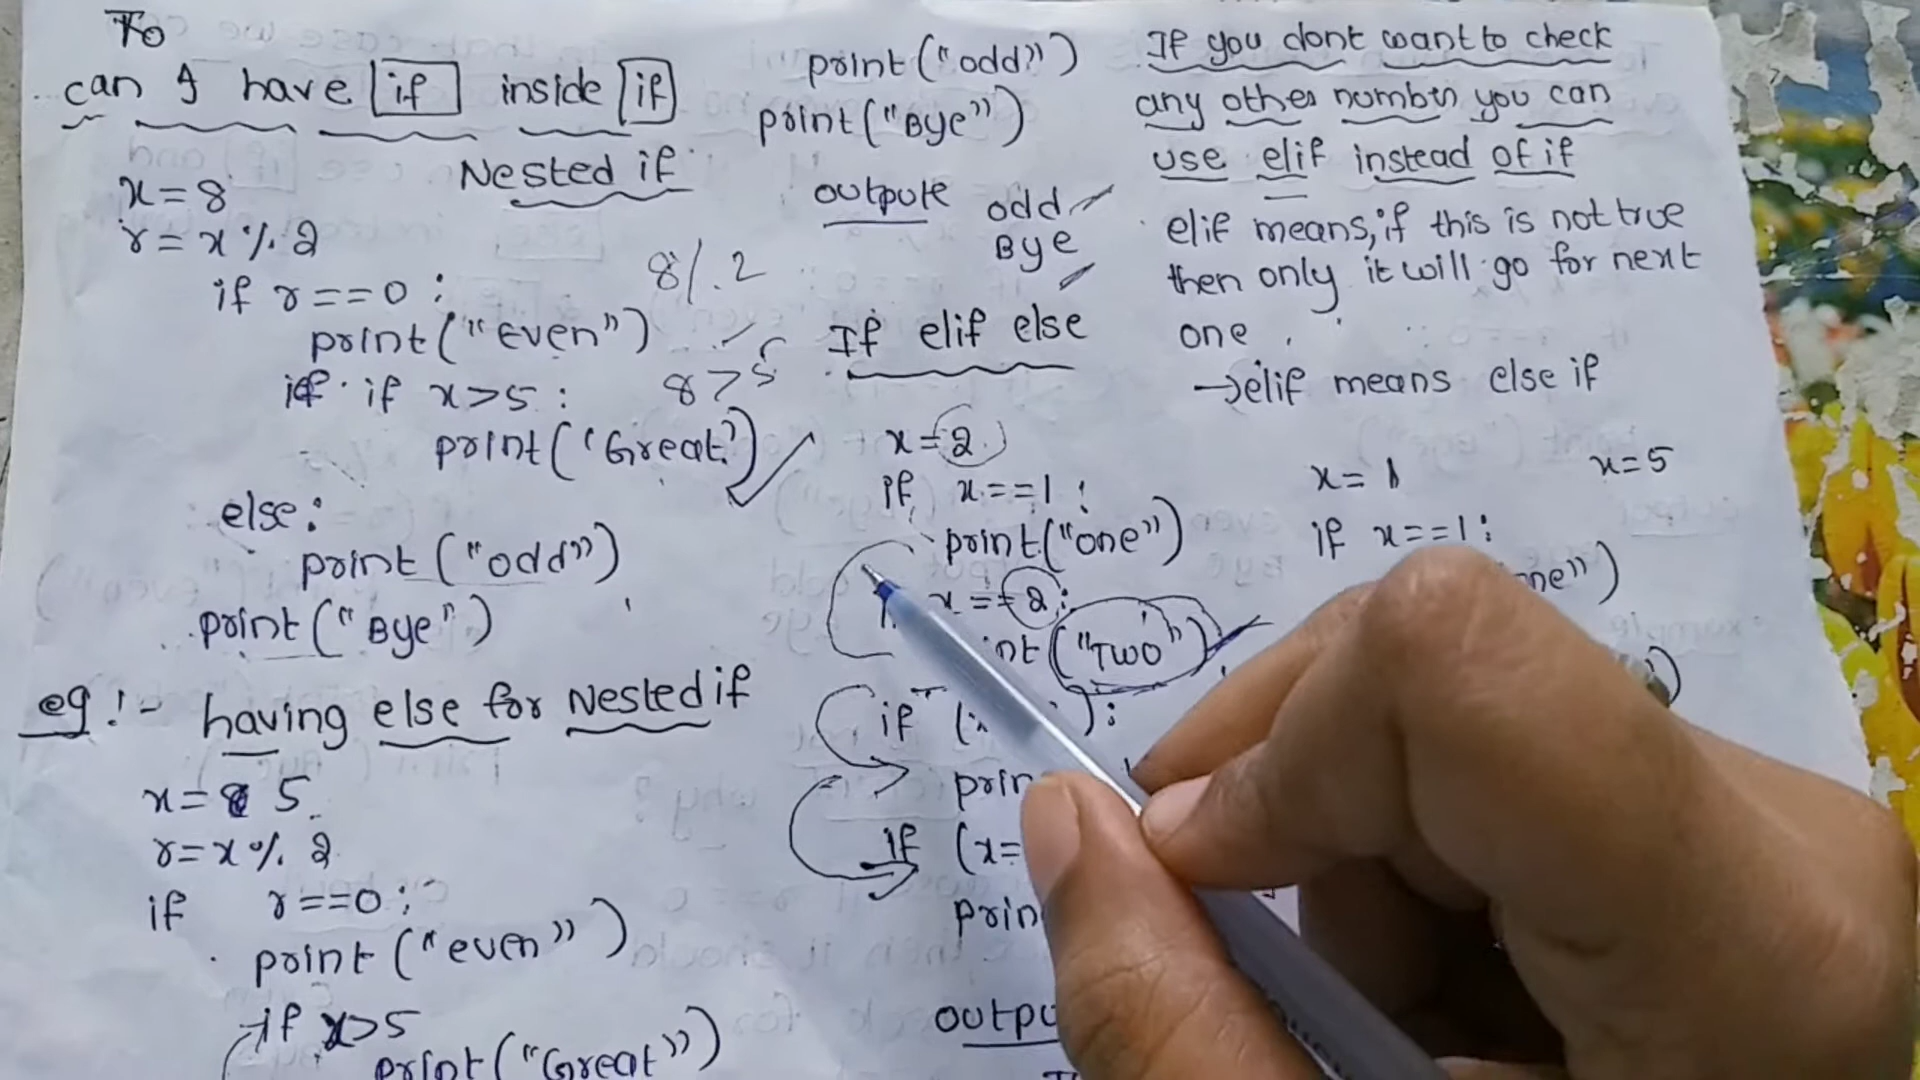 To
can I have if inside if
Nested if
x=8
r=x%2
8%2
if r==0:
print("Even")
if x>5:
8>5
print("Great")
else:
print("odd")
print("Bye")
eg:- having else for Nested if
x= 5
r=x%2
if r==0:
print("even")
if x>5
print("Great")
print("odd")
print("Bye")
outpute
odd
Bye
If elif else
x=2
if x==1:
print("one")
x==2:
nt("TWO")
if (
prin
if (x=
prin
outpu
If you dont want to check
any other number you can
use elif instead of if
elif means, if this is not true
then only it will go for next
one
→elif means else if
x=1
x=5
if x==1:
ne")